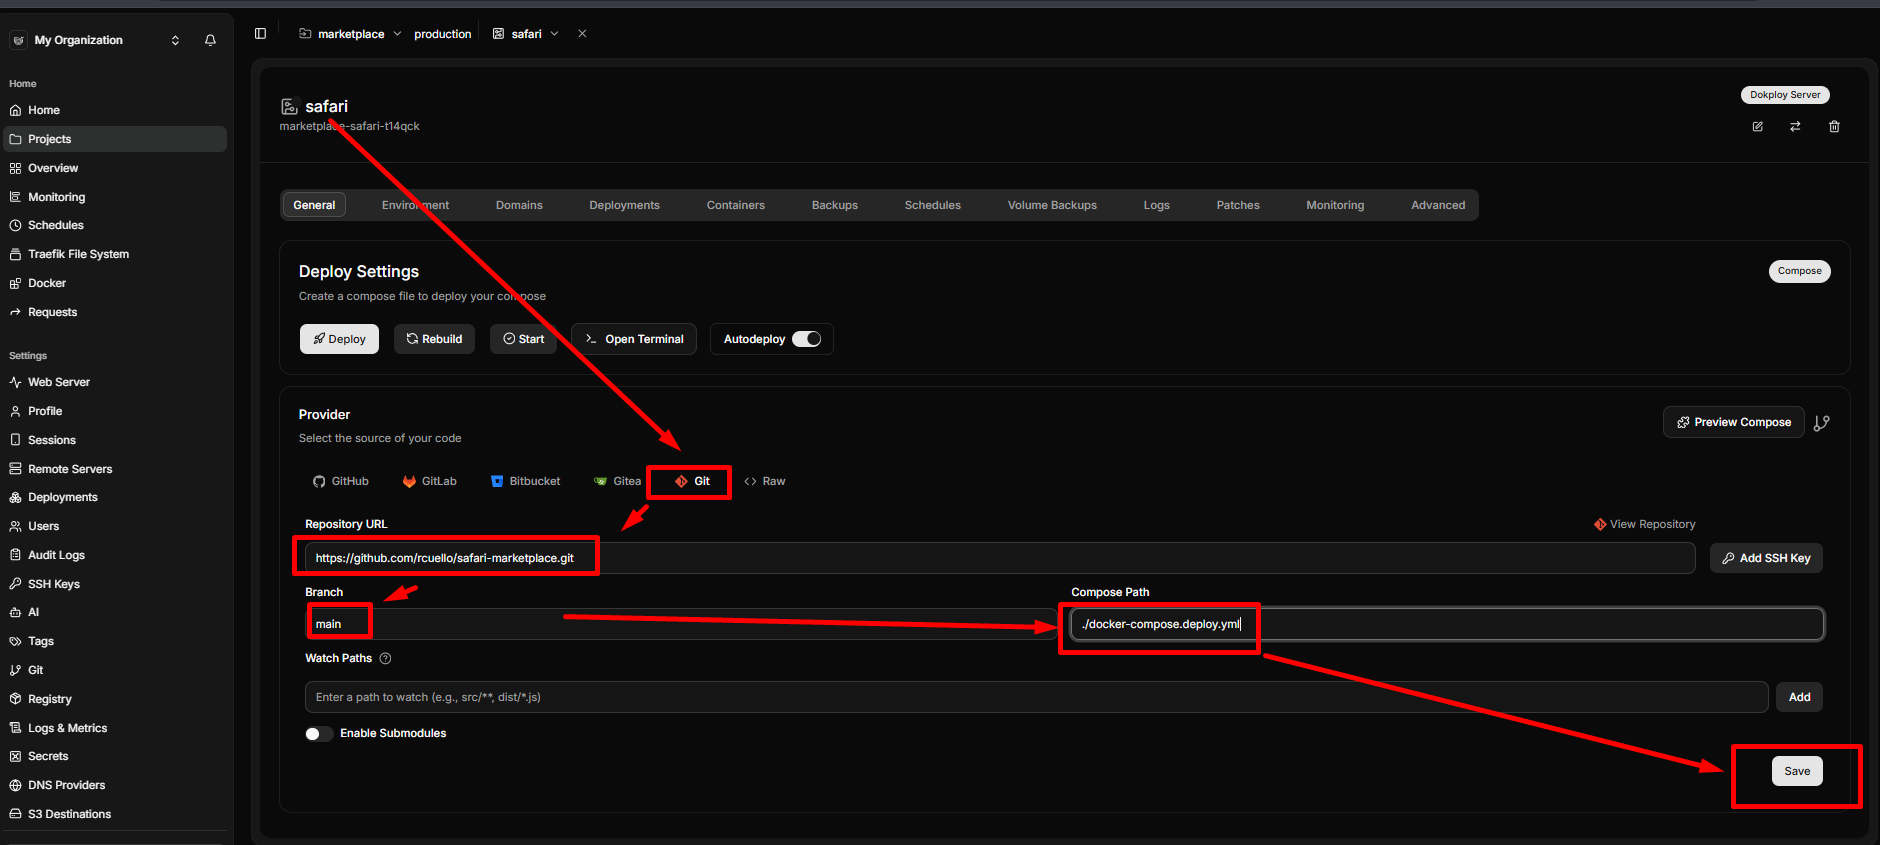 My Organization
Home
Home
Projects
Overview
Monitoring
Schedules
Traefik File System
Docker
Requests
Settings
Web Server
Profile
Sessions
Remote Servers
Deployments
Users
Audit Logs
SSH Keys
AI
Tags
Git
Registry
Logs & Metrics
Secrets
DNS Providers
S3 Destinations
marketplace production safari
safari
marketplace-safari-t14qck
Dokploy Server
General Environment Domains Deployments Containers Backups Schedules Volume Backups Logs Patches Monitoring Advanced
Deploy Settings
Create a compose file to deploy your compose
Compose
Deploy Rebuild Start Open Terminal Autodeploy
Provider
Select the source of your code
Preview Compose
GitHub GitLab Bitbucket Gitea Git Raw
Repository URL
View Repository
https://github.com/rcuello/safari-marketplace.git
Add SSH Key
Branch
Compose Path
main
./docker-compose.deploy.yml
Watch Paths
Enter a path to watch (e.g., src/**, dist/*.js)
Add
Enable Submodules
Save